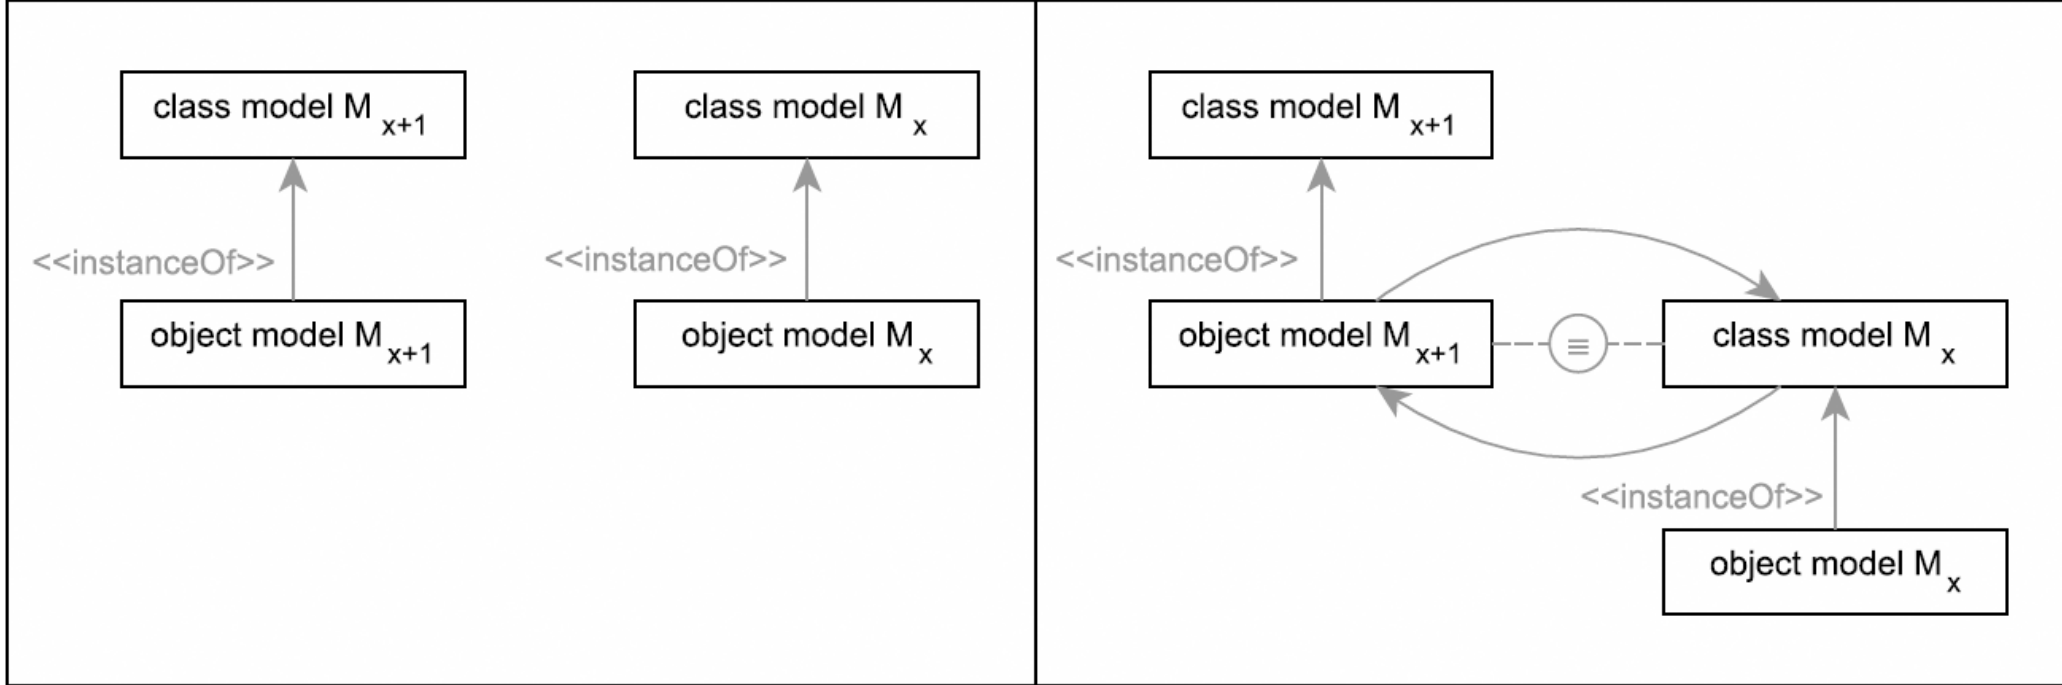 class model M x+1
<<instanceOf>>
object model M x+1
class model M x
<<instanceOf>>
object model M x
class model M x+1
<<instanceOf>>
object model M x+1
≡
class model M x
<<instanceOf>>
object model M x